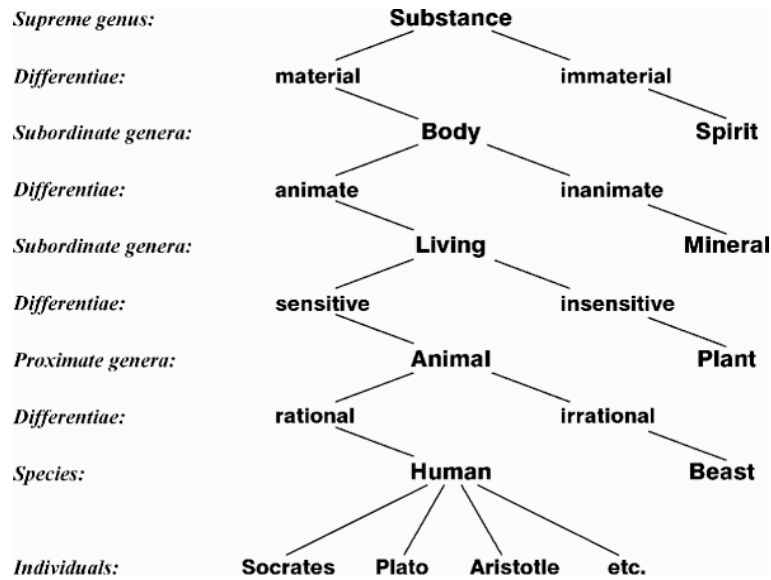 Supreme genus: Substance
Differentiae: material immaterial
Subordinate genera: Body Spirit
Differentiae: animate inanimate
Subordinate genera: Living Mineral
Differentiae: sensitive insensitive
Proximate genera: Animal Plant
Differentiae: rational irrational
Species: Human Beast
Individuals: Socrates Plato Aristotle etc.